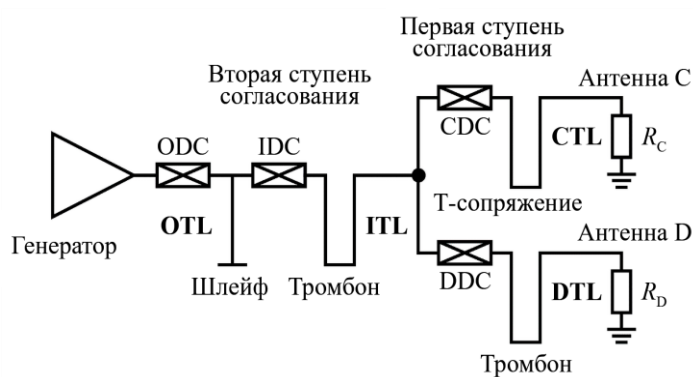 Первая ступень
согласования
Вторая ступень
согласования
Антенна C
CDC
CTL
R_C
ODC
IDC
Т-сопряжение
Генератор
OTL
ITL
Антенна D
Шлейф
Тромбон
DDC
DTL
R_D
Тромбон